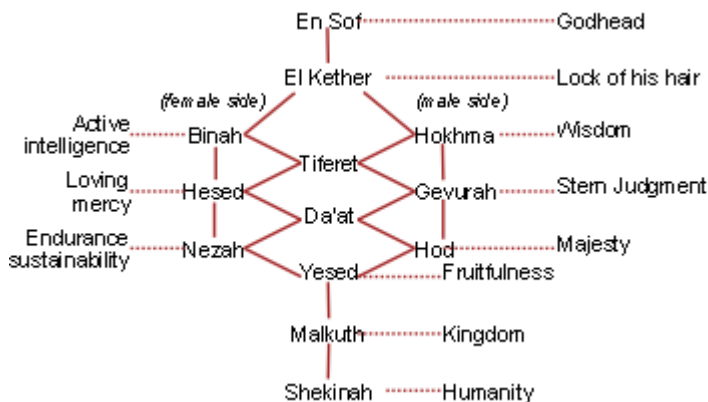 En Sof Godhead
El Kether Lock of his hair
(female side) (male side)
Active
intelligence Binah Hokhma Wisdom
Tiferet
Loving
mercy Hesed Gevurah Stern Judgment
Da'at
Endurance
sustainability Nezah Hod Majesty
Yesed Fruitfulness
Malkuth Kingdom
Shekinah Humanity